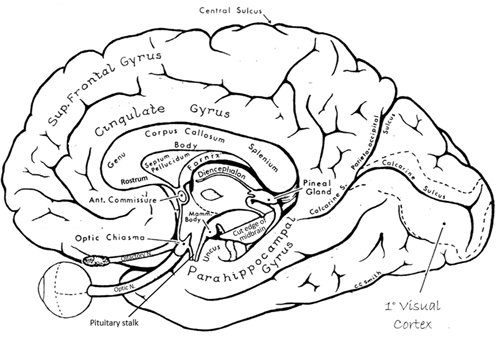 Central Sulcus
Sup. Frontal Gyrus
Cingulate Gyrus
Corpus Callosum
Genu
Body
Splenium
Septum
Pellucidum
Fornix
Rostrum
Diencephalon
Ant. Commissure
Pineal
Gland
Parieto-occipital
Sulcus
Calcarine S.
Calcarine Sulcus
Mamm.
Body
Cut edge of
midbrain
Optic Chiasma
Uncus
Parahippocampal
Gyrus
Olfactory N.
Optic N.
Pituitary stalk
C.C. Smith
1° Visual
Cortex